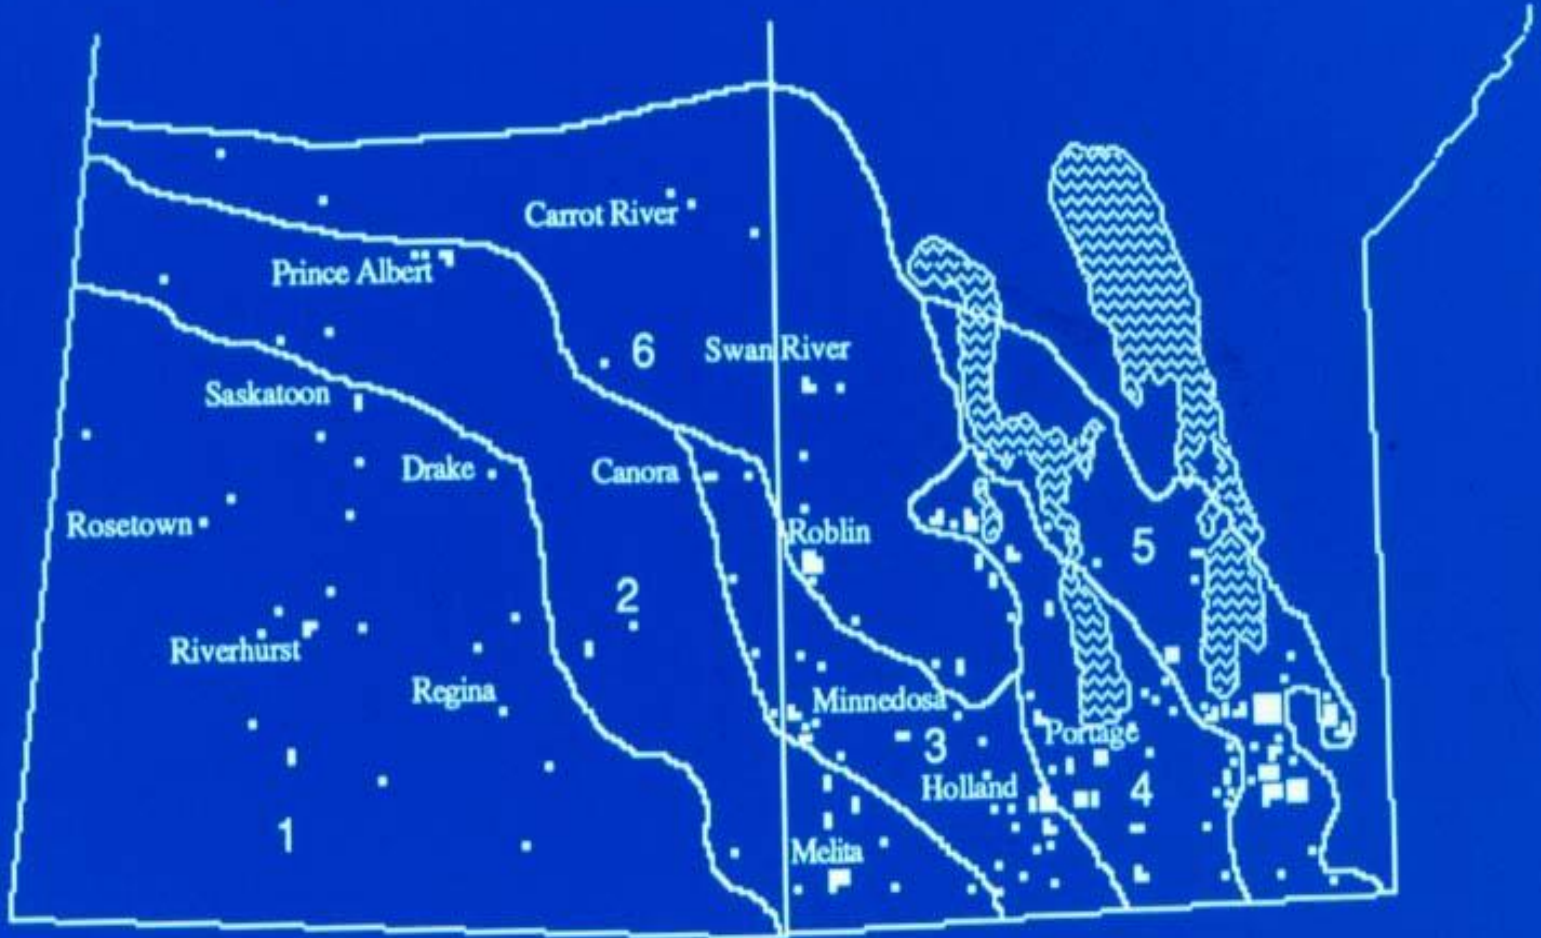 Carrot River
Prince Albert
6
Swan River
Saskatoon
Drake
Canora
Rosetown
Roblin
5
2
Riverhurst
Regina
Minnedosa
3
Portage
Holland
4
1
Melita